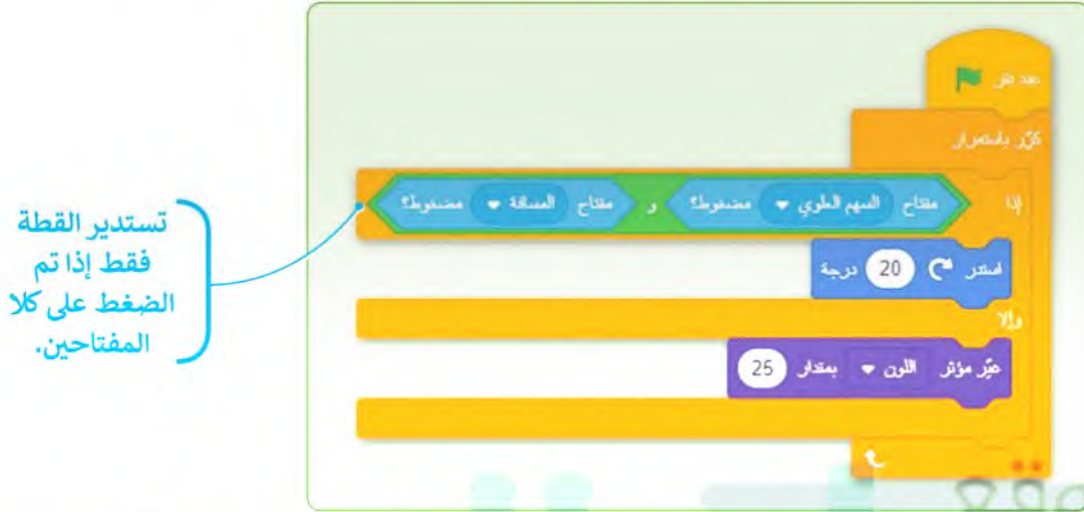 عند نقر
كرّر باستمرار
إذا مفتاح السهم العلوي مضغوط؟ و مفتاح المسافة مضغوط؟
استدر 20 درجة
وإلا
غيّر مؤثر اللون بمقدار 25
تستدير القطة
فقط إذا تم
الضغط على كلا
المفتاحين.